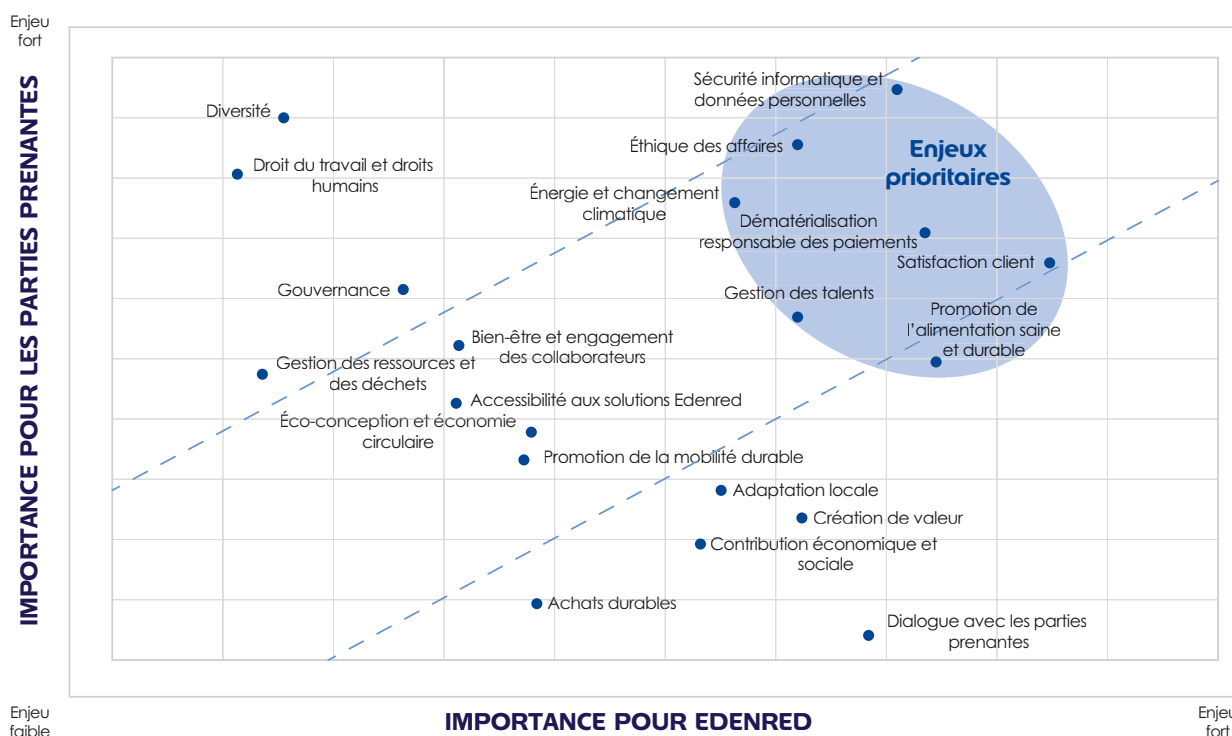 Enjeu
fort
IMPORTANCE POUR LES PARTIES PRENANTES
Sécurité informatique et
données personnelles
Diversité
Éthique des affaires
Enjeux
prioritaires
Droit du travail et droits
humains
Énergie et changement
climatique
Dématérialisation
responsable des paiements
Satisfaction client
Gouvernance
Gestion des talents
Promotion de
l'alimentation saine
et durable
Bien-être et engagement
des collaborateurs
Gestion des ressources et
des déchets
Accessibilité aux solutions Edenred
Éco-conception et économie
circulaire
Promotion de la mobilité durable
Adaptation locale
Création de valeur
Contribution économique et
sociale
Achats durables
Dialogue avec les parties
prenantes
Enjeu
faible
IMPORTANCE POUR EDENRED
Enjeu
fort